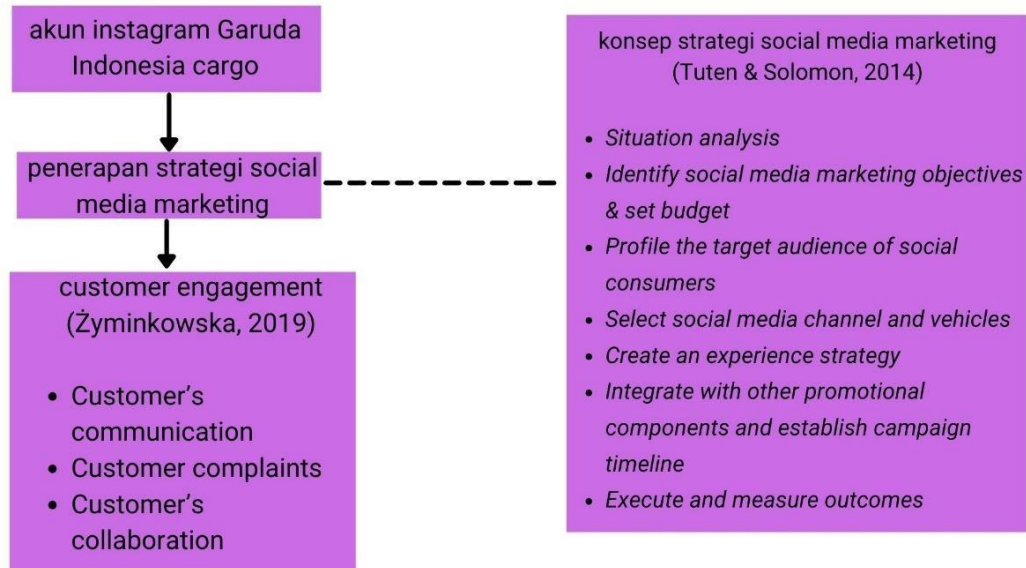 akun instagram Garuda
Indonesia cargo
penerapan strategi social
media marketing
customer engagement
(Żyminkowska, 2019)
• Customer's
communication
• Customer complaints
• Customer's
collaboration
konsep strategi social media marketing
(Tuten & Solomon, 2014)
• Situation analysis
• Identify social media marketing objectives
& set budget
• Profile the target audience of social
consumers
• Select social media channel and vehicles
• Create an experience strategy
• Integrate with other promotional
components and establish campaign
timeline
• Execute and measure outcomes